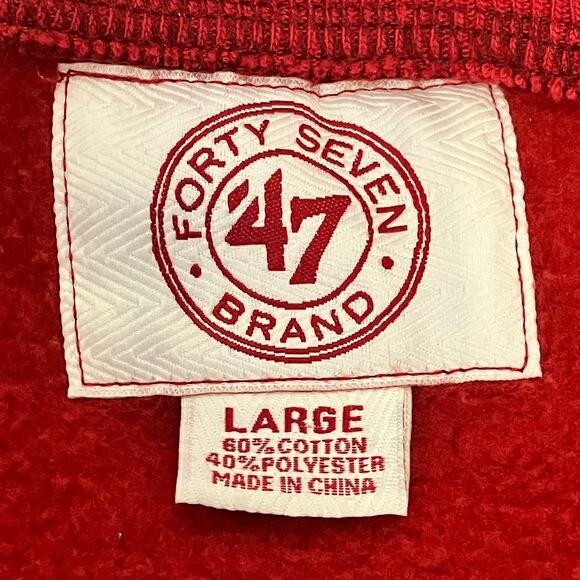 FORTY SEVEN
'47
BRAND
LARGE
60% COTTON
40% POLYESTER
MADE IN CHINA